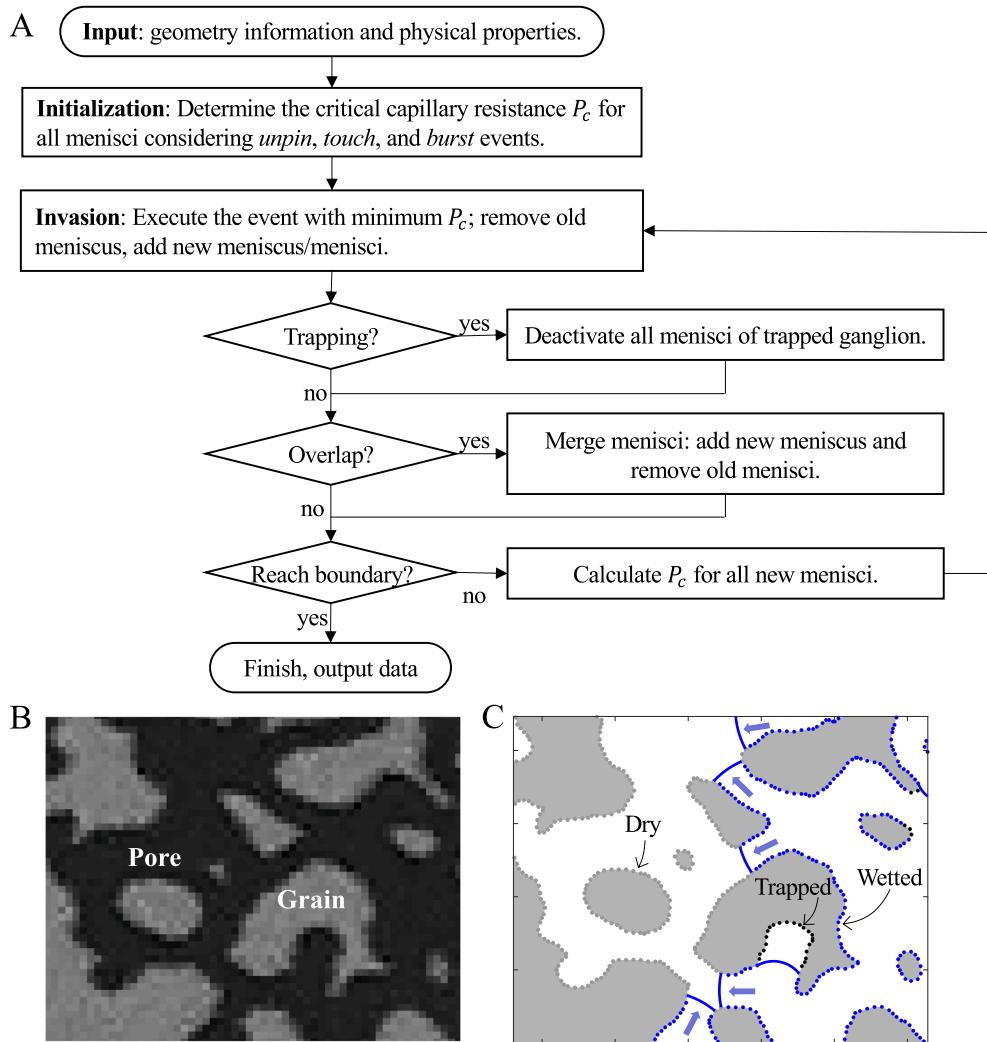 A
Input: geometry information and physical properties.
Initialization: Determine the critical capillary resistance P_c for
all menisci considering unpin, touch, and burst events.
Invasion: Execute the event with minimum P_c; remove old
meniscus, add new meniscus/menisci.
Trapping?
yes
Deactivate all menisci of trapped ganglion.
no
Overlap?
yes
Merge menisci: add new meniscus and
remove old menisci.
no
Reach boundary?
no
Calculate P_c for all new menisci.
yes
Finish, output data
B
Pore
Grain
C
Dry
Trapped
Wetted